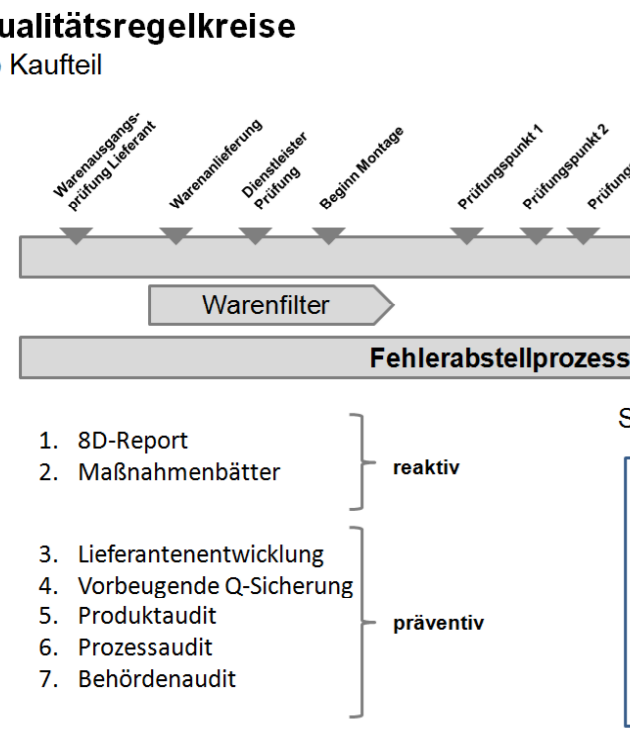 ualitätsregelkreise
Kaufteil
Warenausgangs-
prüfung Lieferant
Warenanlieferung
Dienstleister
Prüfung
Beginn Montage
Prüfungspunkt 1
Prüfungspunkt 2
Prüfungs
Warenfilter
Fehlerabstellprozess
S
1. 8D-Report
2. Maßnahmenbätter
reaktiv
3. Lieferantenentwicklung
4. Vorbeugende Q-Sicherung
5. Produktaudit
6. Prozessaudit
7. Behördenaudit
präventiv